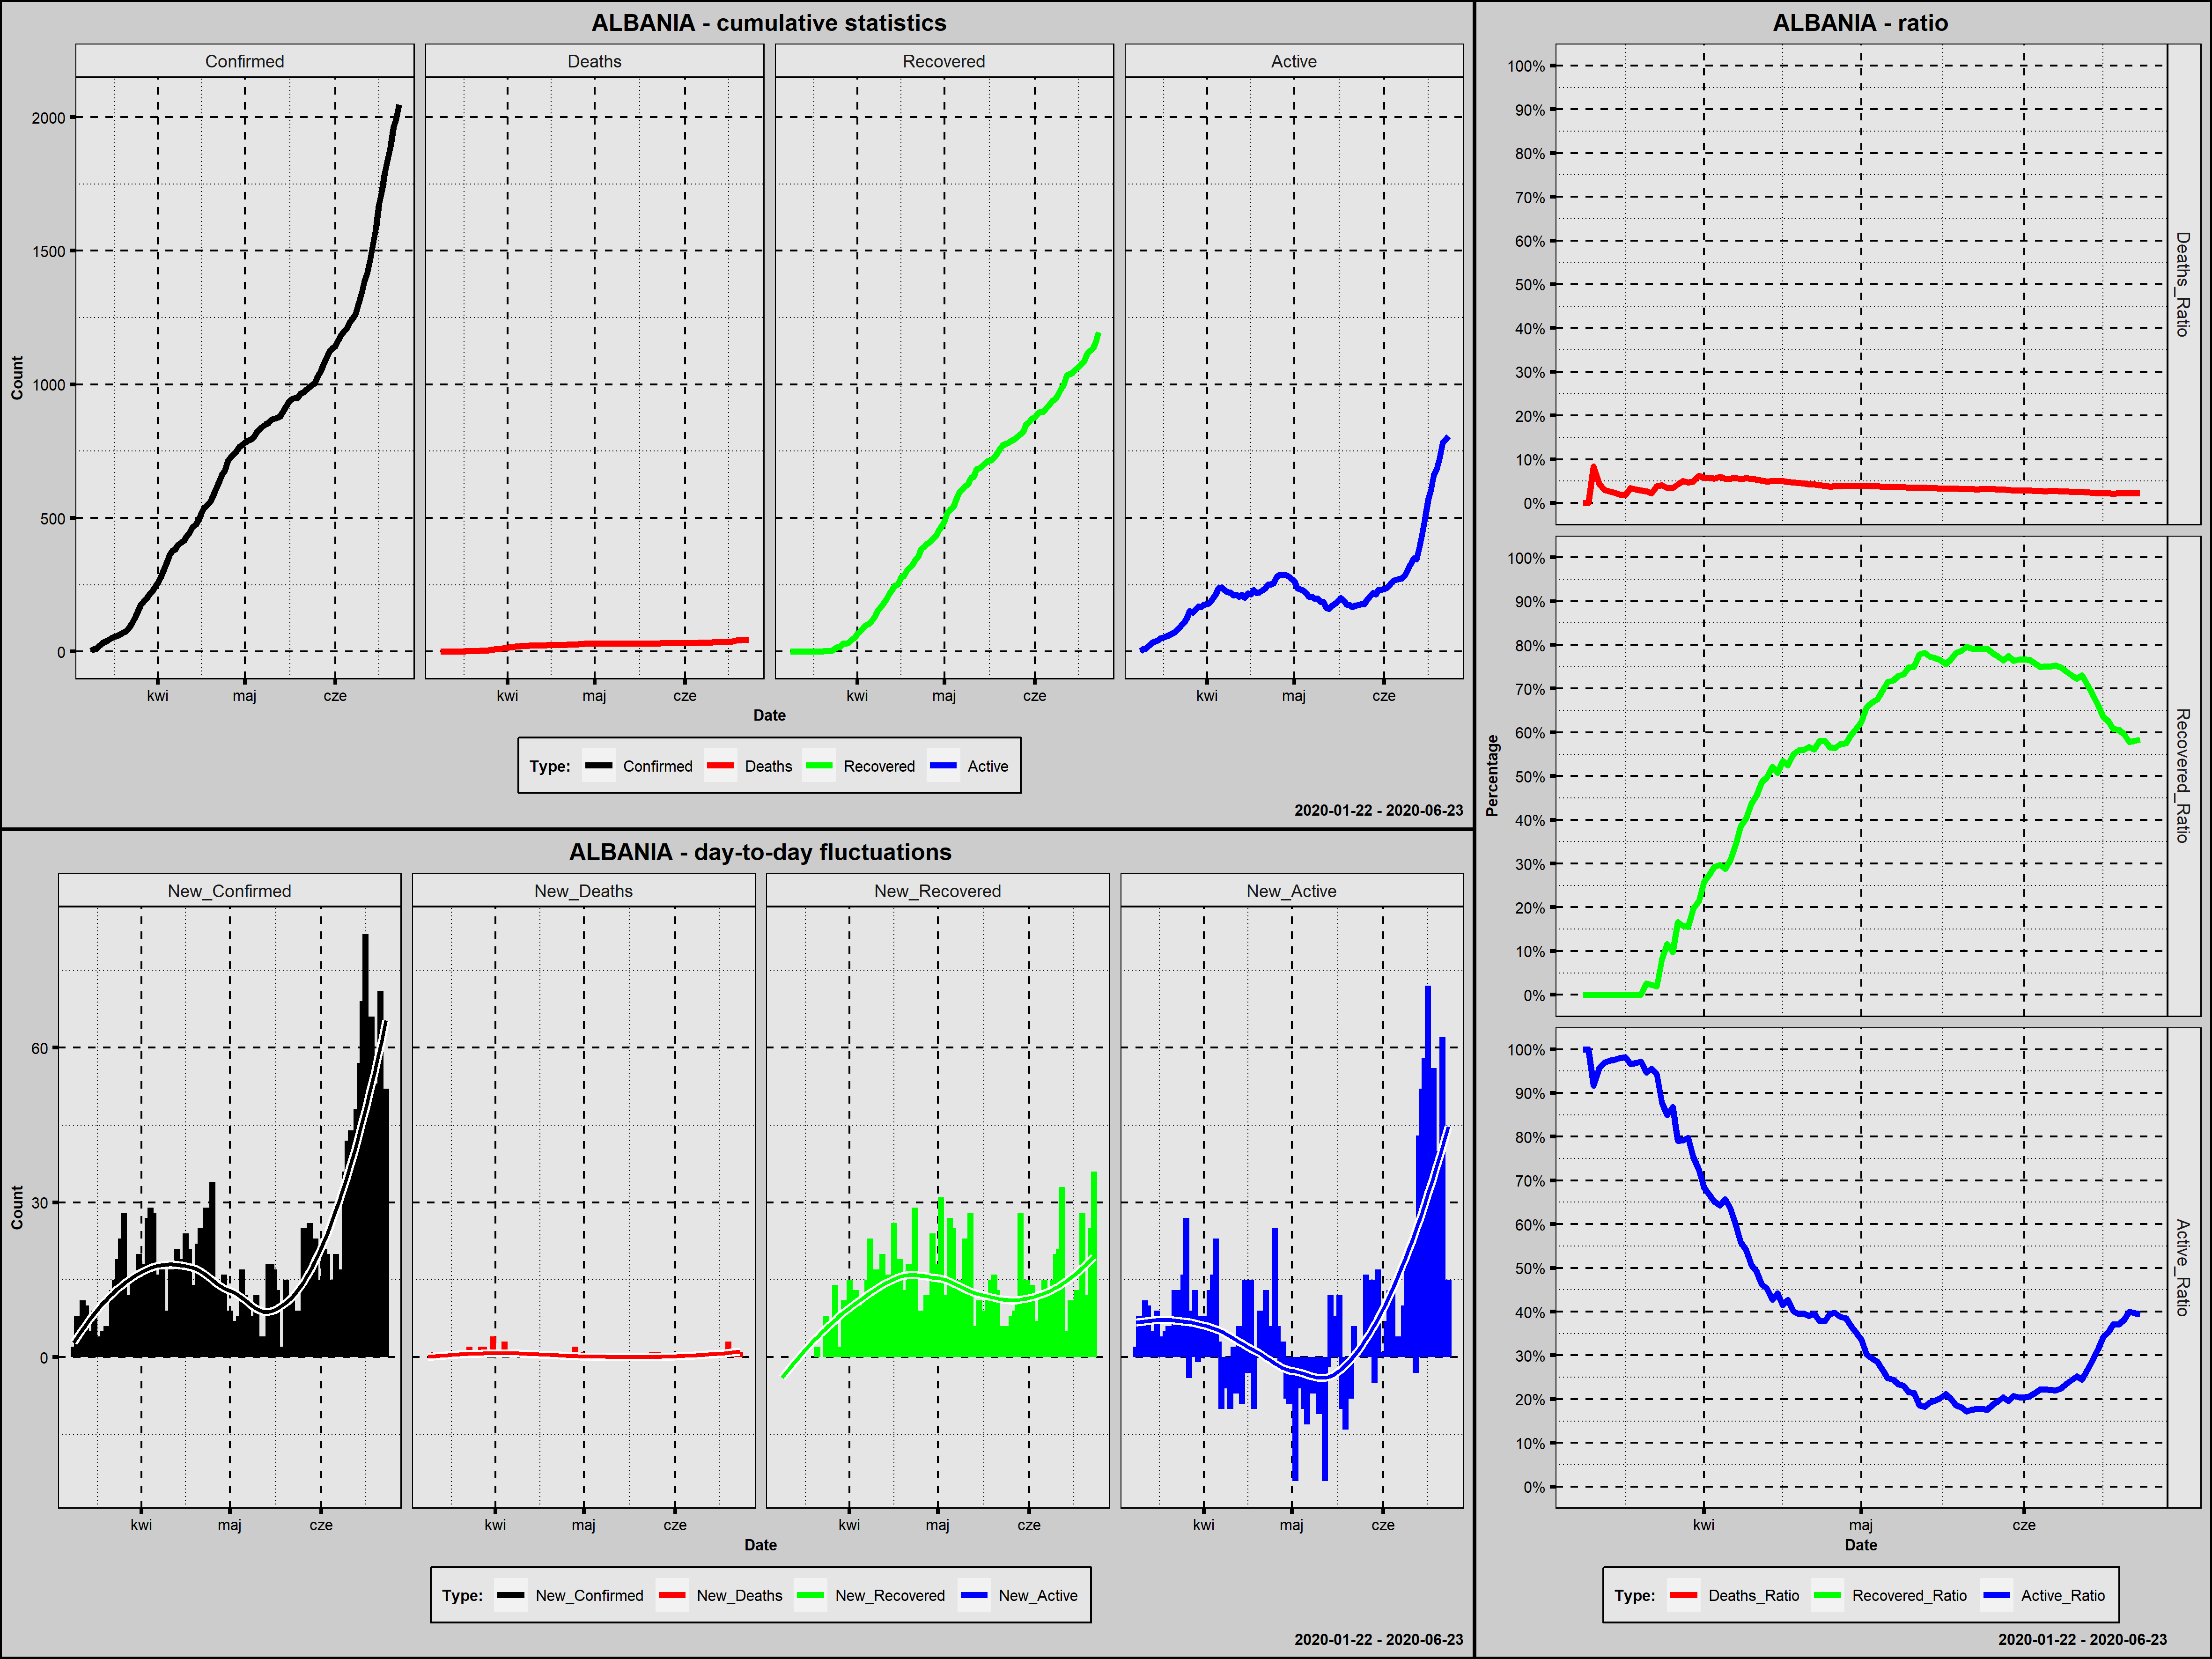 ALBANIA - cumulative statistics
Confirmed Deaths Recovered Active
2000
1500
1000
500
0
Count
kwi maj cze kwi maj cze kwi maj cze kwi maj cze
Date
Type: Confirmed Deaths Recovered Active
2020-01-22 - 2020-06-23
ALBANIA - day-to-day fluctuations
New_Confirmed New_Deaths New_Recovered New_Active
60
30
0
Count
kwi maj cze kwi maj cze kwi maj cze kwi maj cze
Date
Type: New_Confirmed New_Deaths New_Recovered New_Active
2020-01-22 - 2020-06-23
ALBANIA - ratio
100%
90%
80%
70%
60%
50%
40%
30%
20%
10%
0%
Deaths_Ratio
100%
90%
80%
70%
60%
50%
40%
30%
20%
10%
0%
Recovered_Ratio
Percentage
100%
90%
80%
70%
60%
50%
40%
30%
20%
10%
0%
Active_Ratio
kwi maj cze
Date
Type: Deaths_Ratio Recovered_Ratio Active_Ratio
2020-01-22 - 2020-06-23